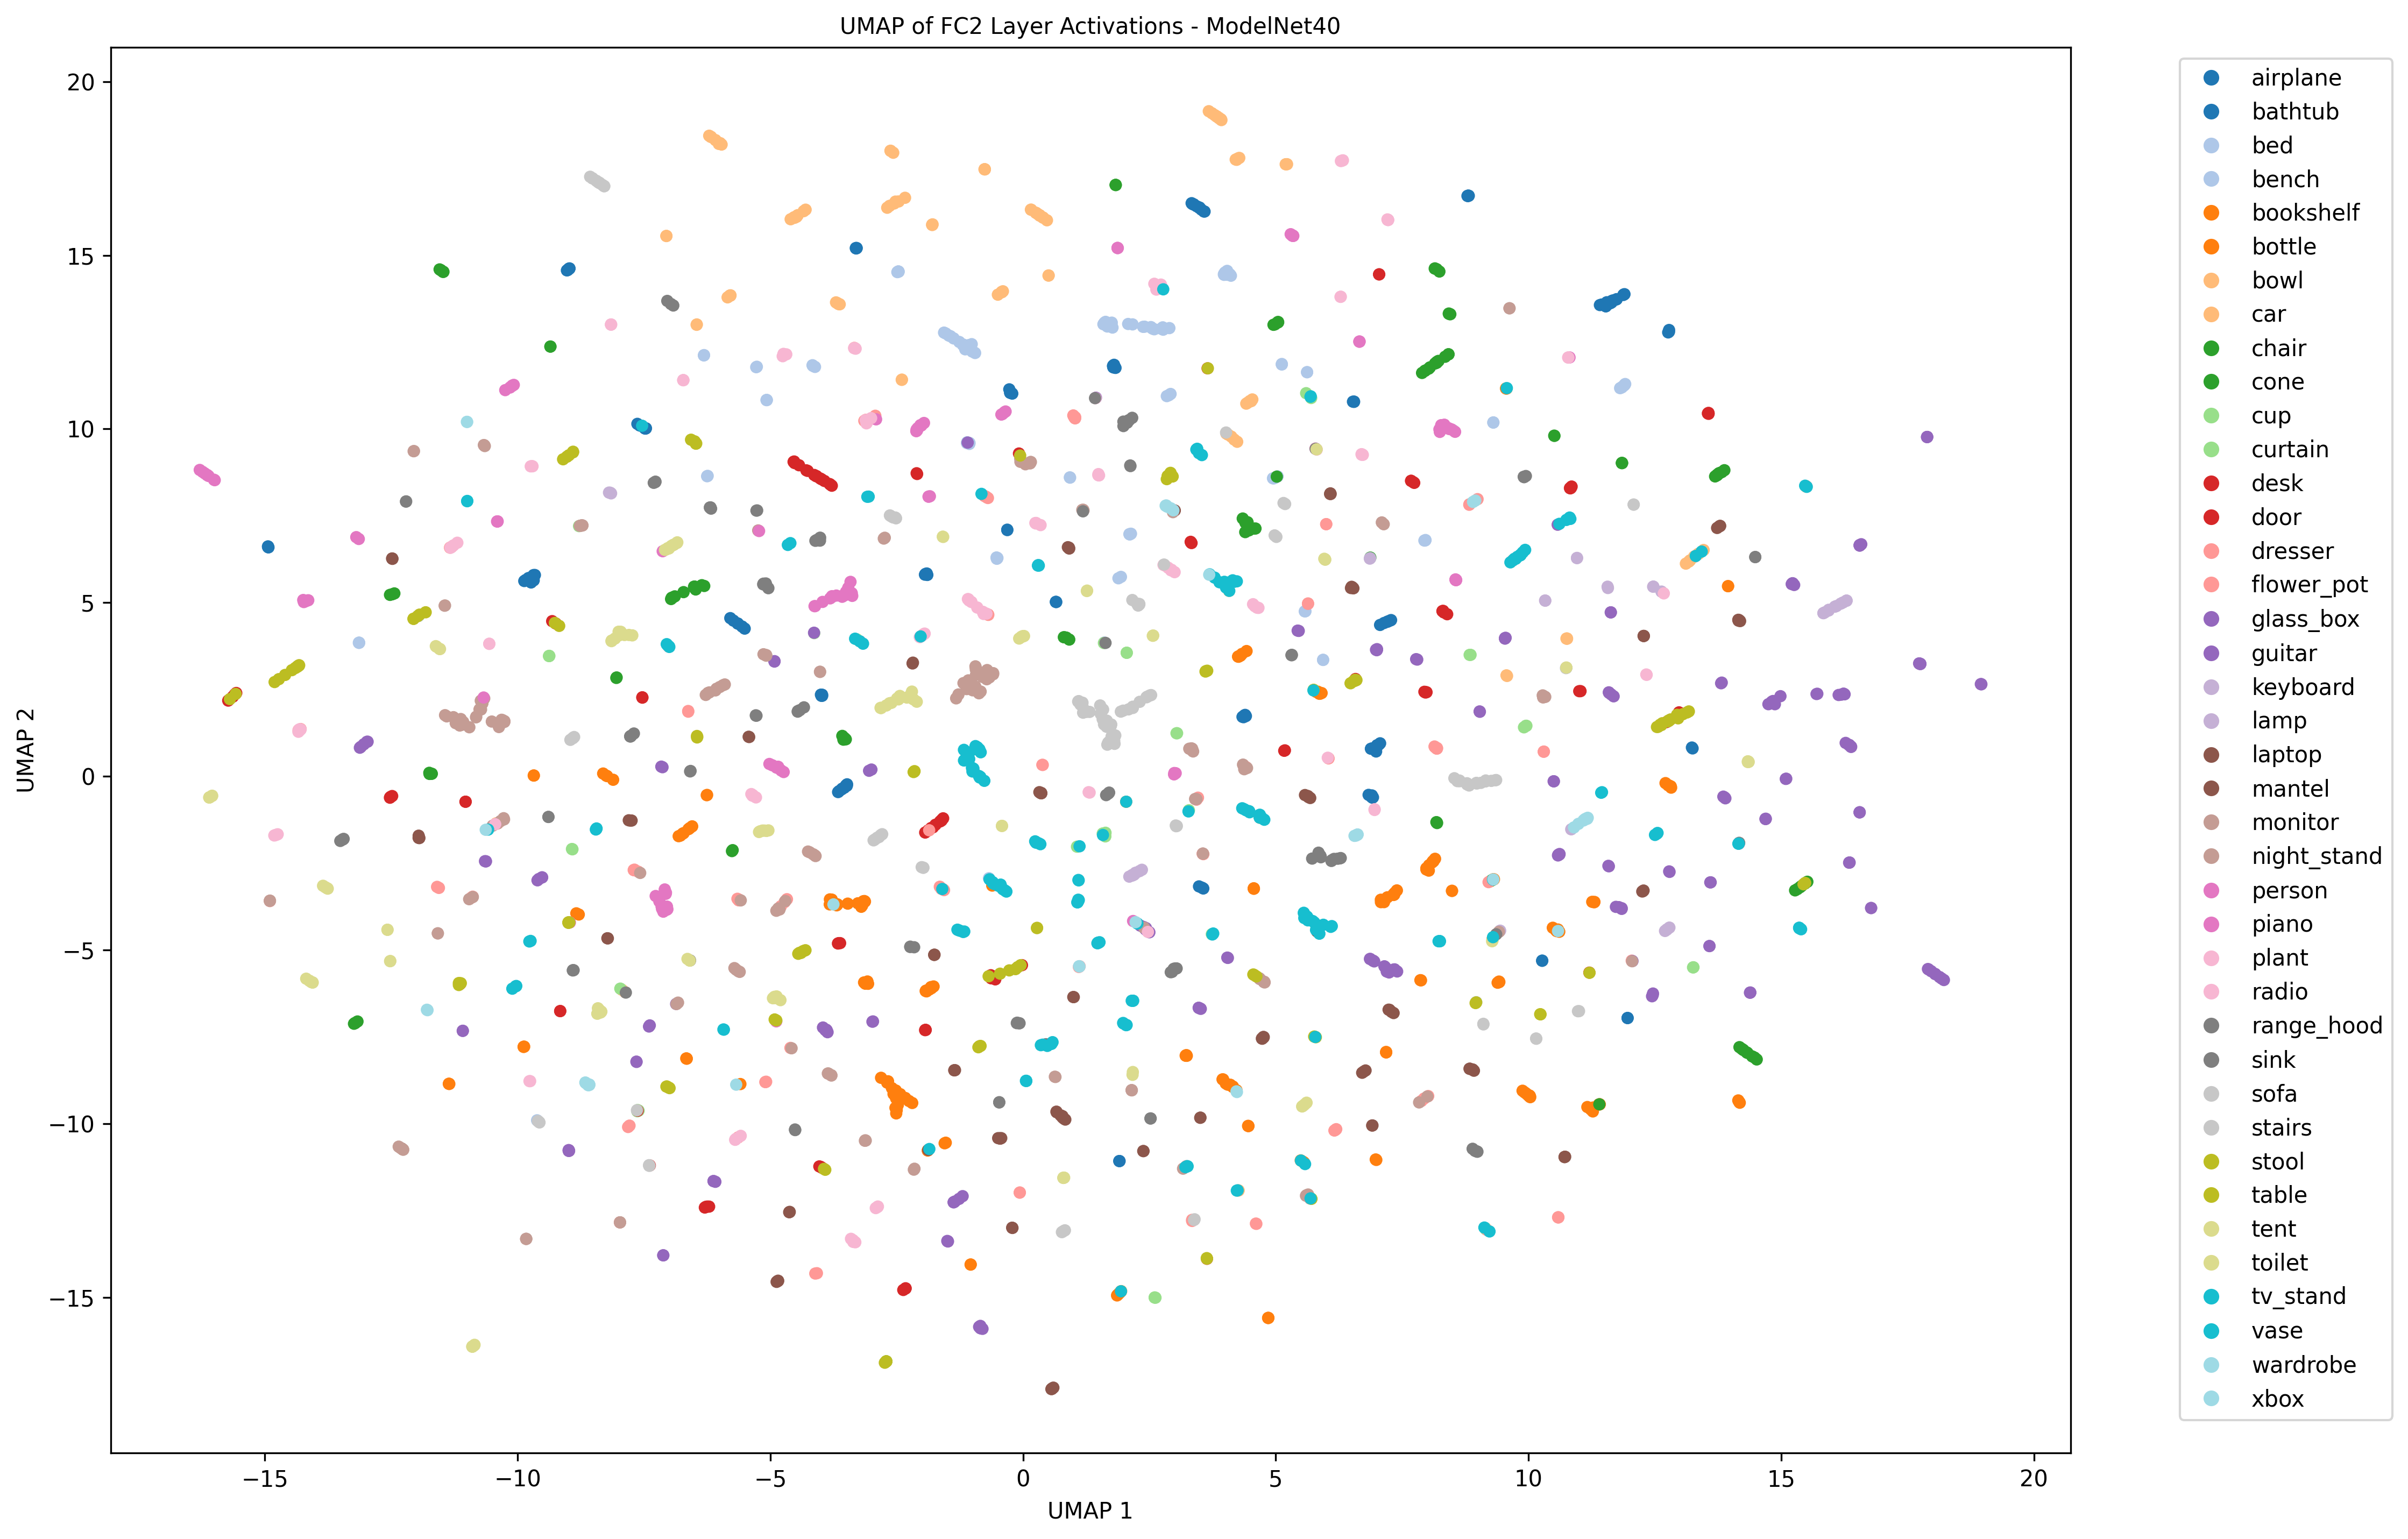 UMAP of FC2 Layer Activations - ModelNet40
20
15
10
5
0
−5
−10
−15
UMAP 2
−15 −10 −5 0 5 10 15 20
UMAP 1
airplane
bathtub
bed
bench
bookshelf
bottle
bowl
car
chair
cone
cup
curtain
desk
door
dresser
flower_pot
glass_box
guitar
keyboard
lamp
laptop
mantel
monitor
night_stand
person
piano
plant
radio
range_hood
sink
sofa
stairs
stool
table
tent
toilet
tv_stand
vase
wardrobe
xbox